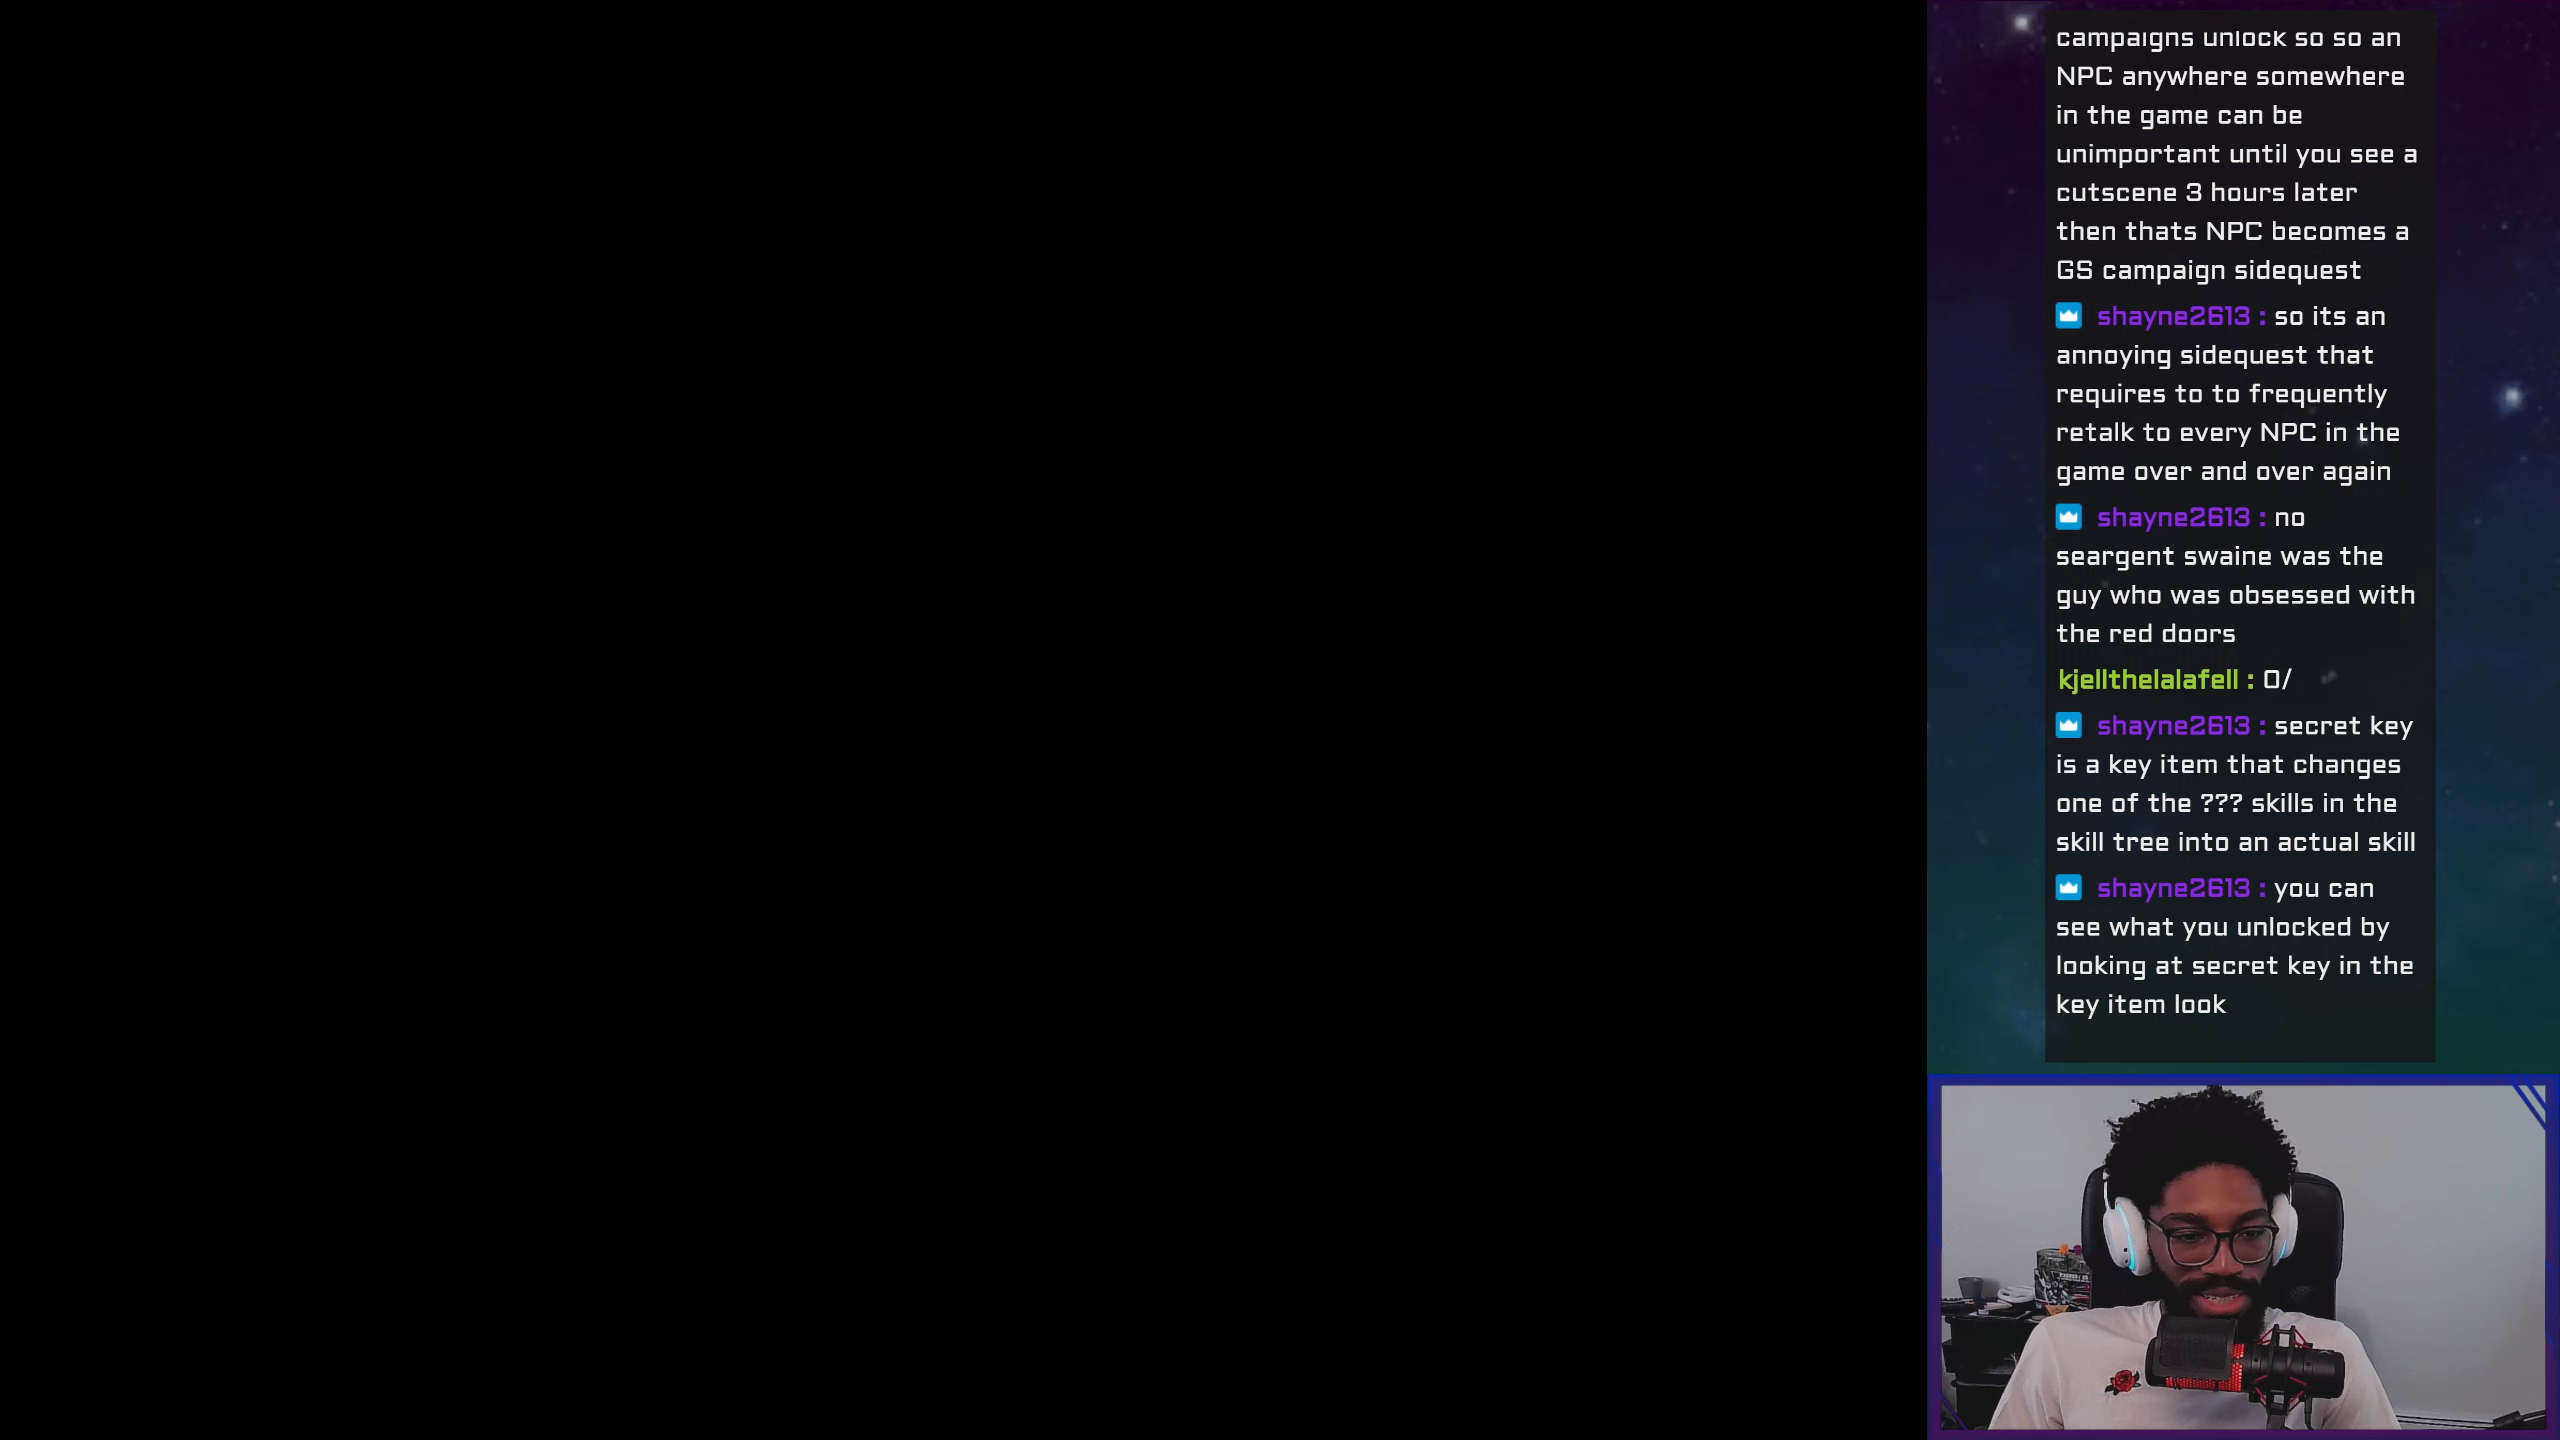 campaigns unlock so so an
NPC anywhere somewhere
in the game can be
unimportant until you see a
cutscene 3 hours later
then thats NPC becomes a
GS campaign sidequest
shayne2613 : so its an
annoying sidequest that
requires to to frequently
retalk to every NPC in the
game over and over again
shayne2613 : no
seargent swaine was the
guy who was obsessed with
the red doors
kjellthelalafell : O/
shayne2613 : secret key
is a key item that changes
one of the ??? skills in the
skill tree into an actual skill
shayne2613 : you can
see what you unlocked by
looking at secret key in the
key item look